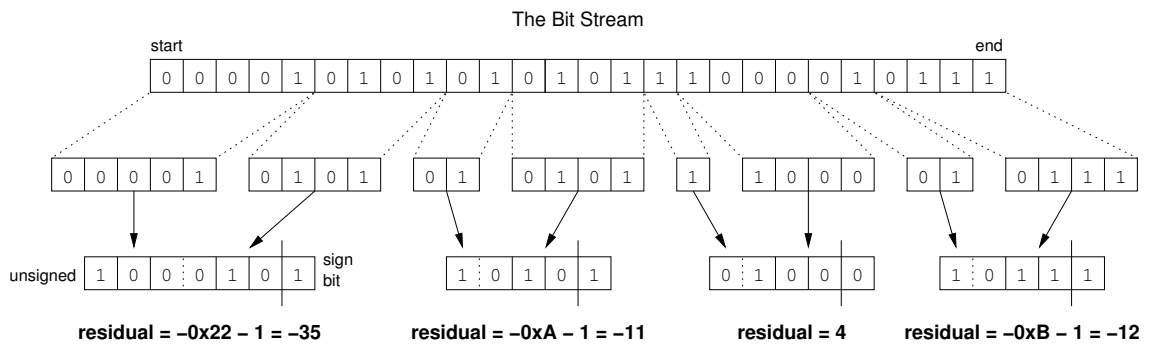 The Bit Stream
start end
0 0 0 0 1 0 1 0 1 0 1 0 1 0 1 1 1 0 0 0 0 1 0 1 1 1
0 0 0 0 1 0 1 0 1 0 1 0 1 0 1 1 1 0 0 0 0 1 0 1 1 1
unsigned 1 0 0 0 1 0 1 sign bit 1 0 1 0 1 0 1 0 0 0 1 0 1 1 1
residual = −0x22 − 1 = −35 residual = −0xA − 1 = −11 residual = 4 residual = −0xB − 1 = −12